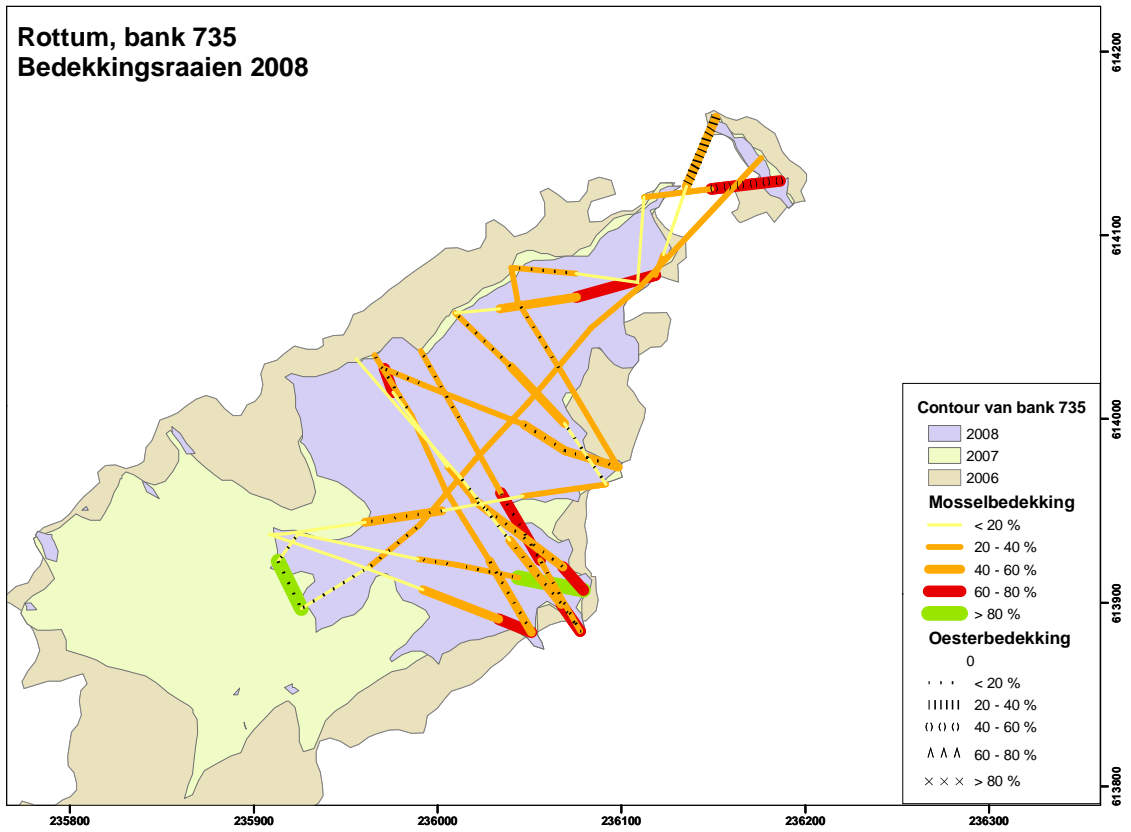 Rottum, bank 735
Bedekkingsraaien 2008
614200
614100
614000
613900
613800
Contour van bank 735
2008
2007
2006
Mosselbedekking
< 20 %
20 - 40 %
40 - 60 %
60 - 80 %
> 80 %
Oesterbedekking
0
< 20 %
20 - 40 %
40 - 60 %
60 - 80 %
> 80 %
235800 235900 236000 236100 236200 236300